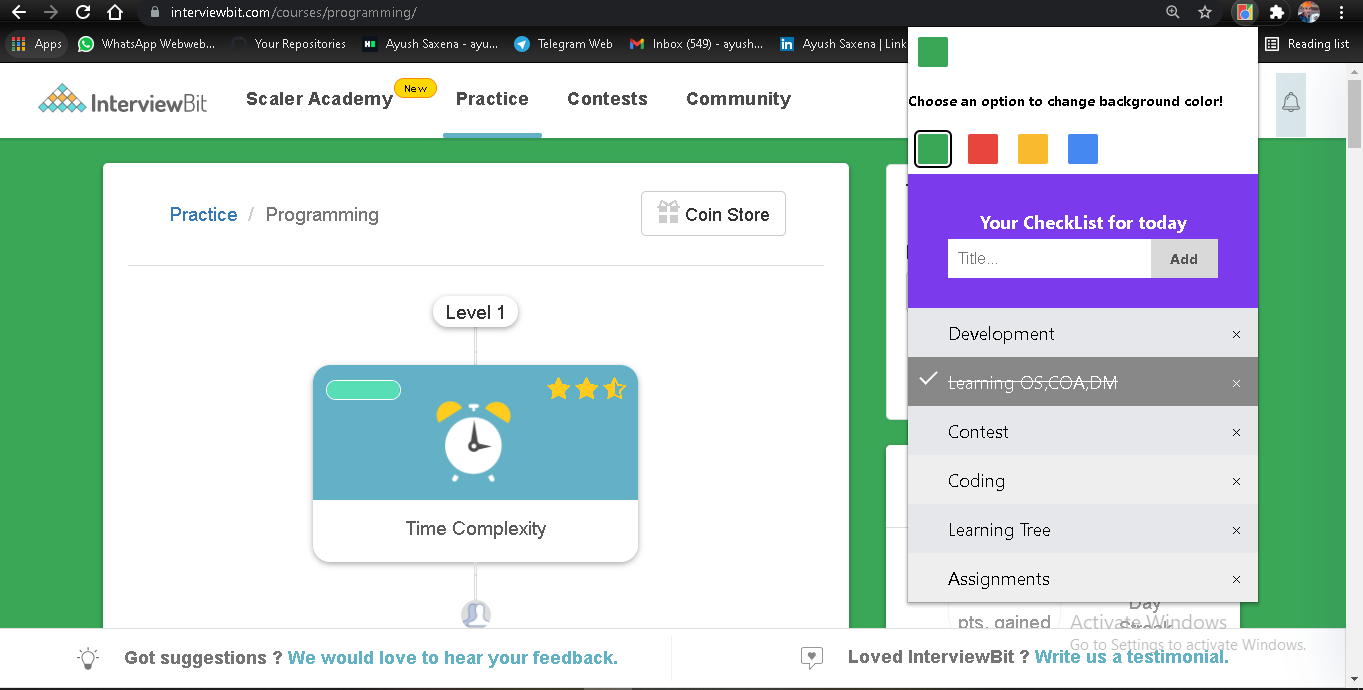 interviewbit.com/courses/programming/
Apps WhatsApp Webweb... Your Repositories Ayush Saxena - ayu... Telegram Web Inbox (549) - ayush... Ayush Saxena | Link Reading list
InterviewBit Scaler Academy New Practice Contests Community
Choose an option to change background color!
Practice / Programming
Coin Store
Your CheckList for today
Title... Add
Level 1
Time Complexity
Development ×
Learning OS,COA,DM ×
Contest ×
Coding ×
Learning Tree ×
Assignments ×
Day
pts. gained Streak
Activate Windows
Go to Settings to activate Windows.
Got suggestions ? We would love to hear your feedback.
Loved InterviewBit ? Write us a testimonial.